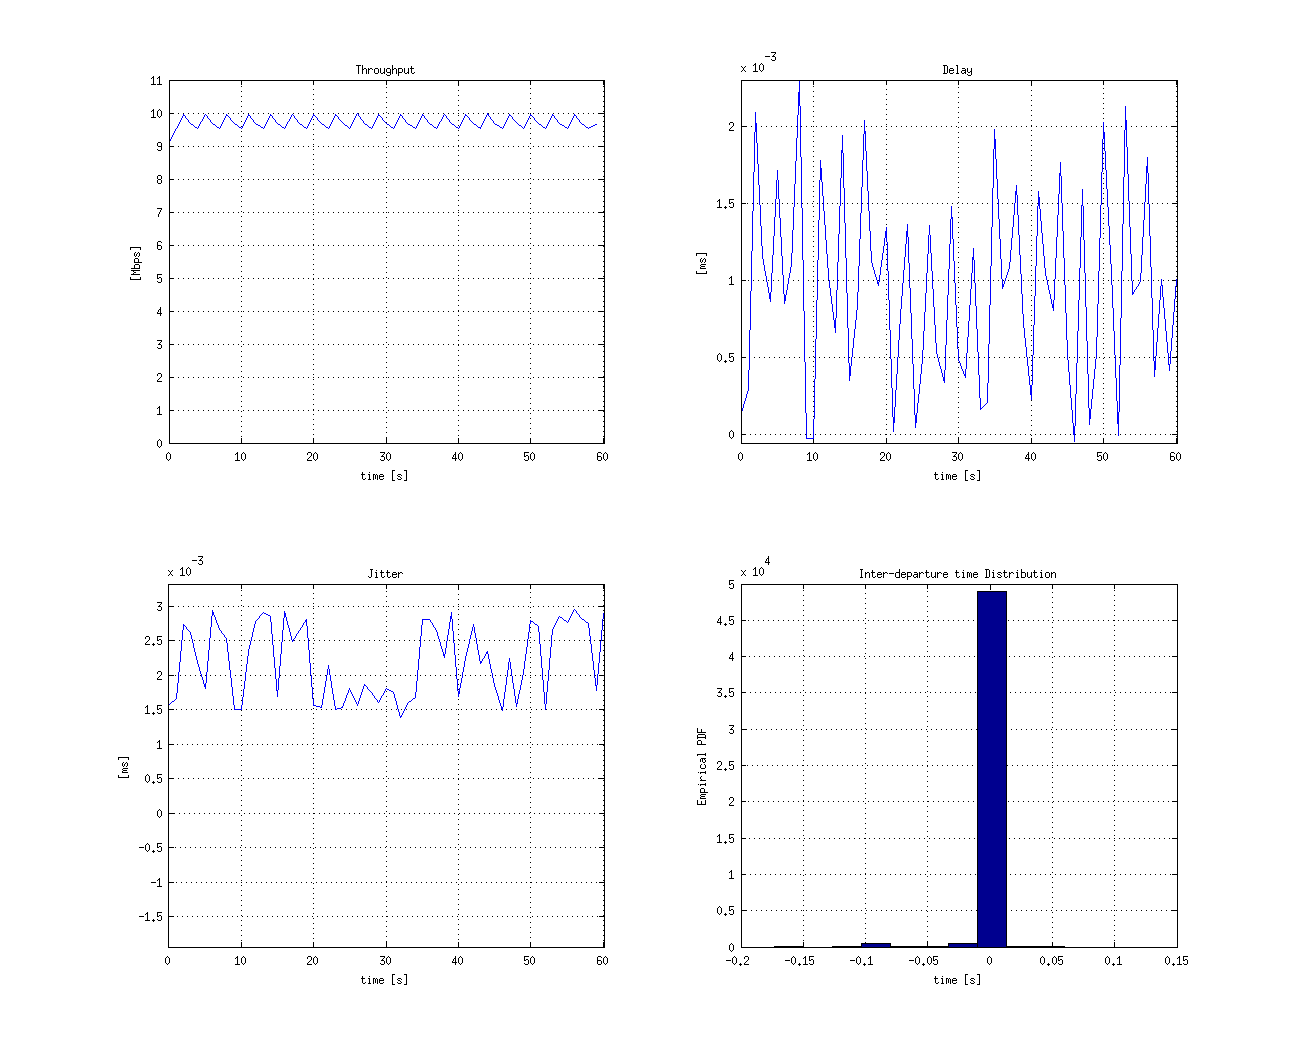 Throughput
11
10
9
8
7
6
5
4
3
2
1
0
[Mbps]
0 10 20 30 40 50 60
time [s]
x 10 -3
Delay
2
1.5
1
0.5
0
[ms]
0 10 20 30 40 50 60
time [s]
x 10 -3
Jitter
3
2.5
2
1.5
1
0.5
0
-0.5
-1
-1.5
[ms]
0 10 20 30 40 50 60
time [s]
x 10 4
Inter-departure time Distribution
5
4.5
4
3.5
3
2.5
2
1.5
1
0.5
0
Empirical PDF
-0.2 -0.15 -0.1 -0.05 0 0.05 0.1 0.15
time [s]